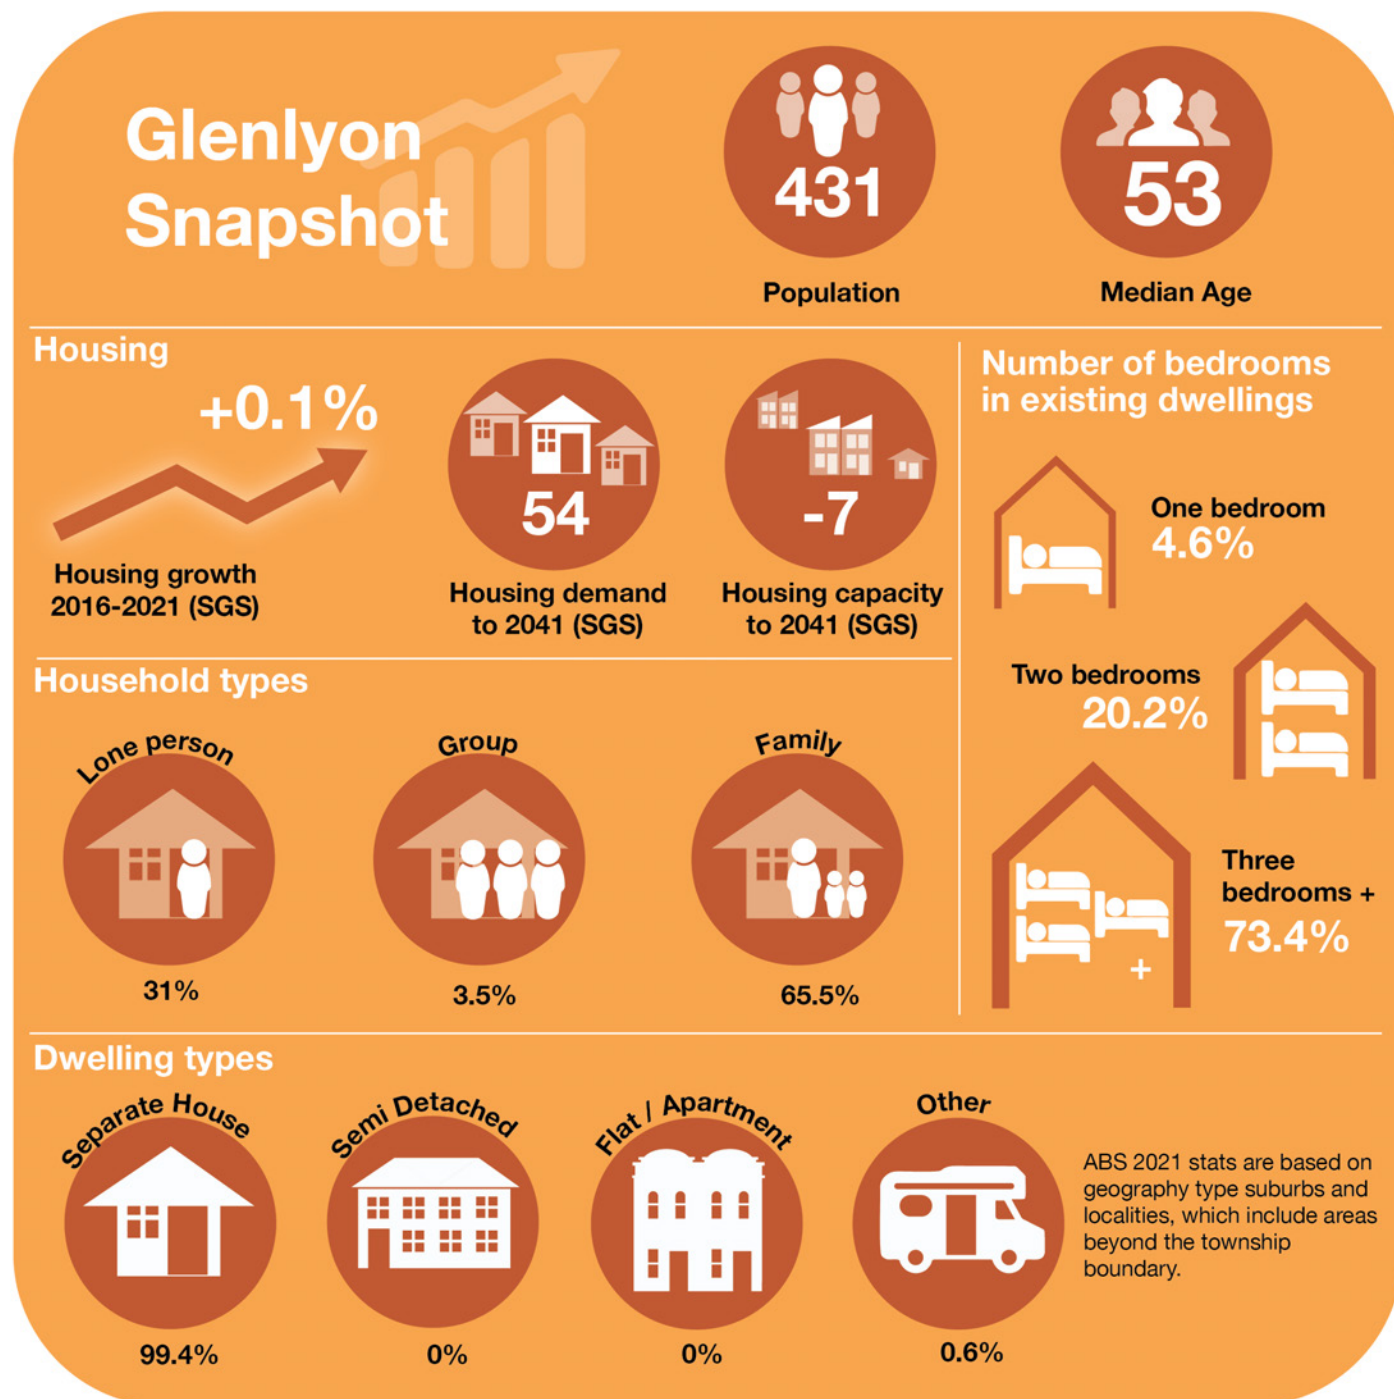 Glenlyon
Snapshot
431
Population
53
Median Age
Housing
+0.1%
Housing growth
2016-2021 (SGS)
54
Housing demand
to 2041 (SGS)
-7
Housing capacity
to 2041 (SGS)
Number of bedrooms
in existing dwellings
One bedroom
4.6%
Two bedrooms
20.2%
Three
bedrooms +
73.4%
+
Household types
Lone person
31%
Group
3.5%
Family
65.5%
Dwelling types
Separate House
99.4%
Semi Detached
0%
Flat / Apartment
0%
Other
0.6%
ABS 2021 stats are based on
geography type suburbs and
localities, which include areas
beyond the township
boundary.